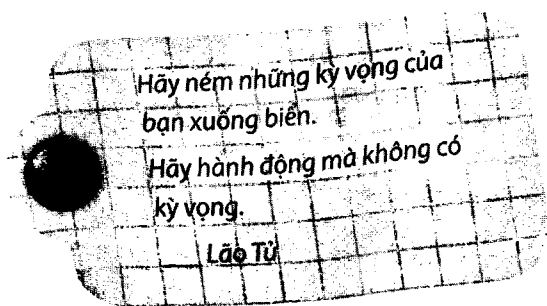 Hãy ném những kỳ vọng của
bạn xuống biển.
Hãy hành động mà không có
kỳ vọng.
Lão Tử